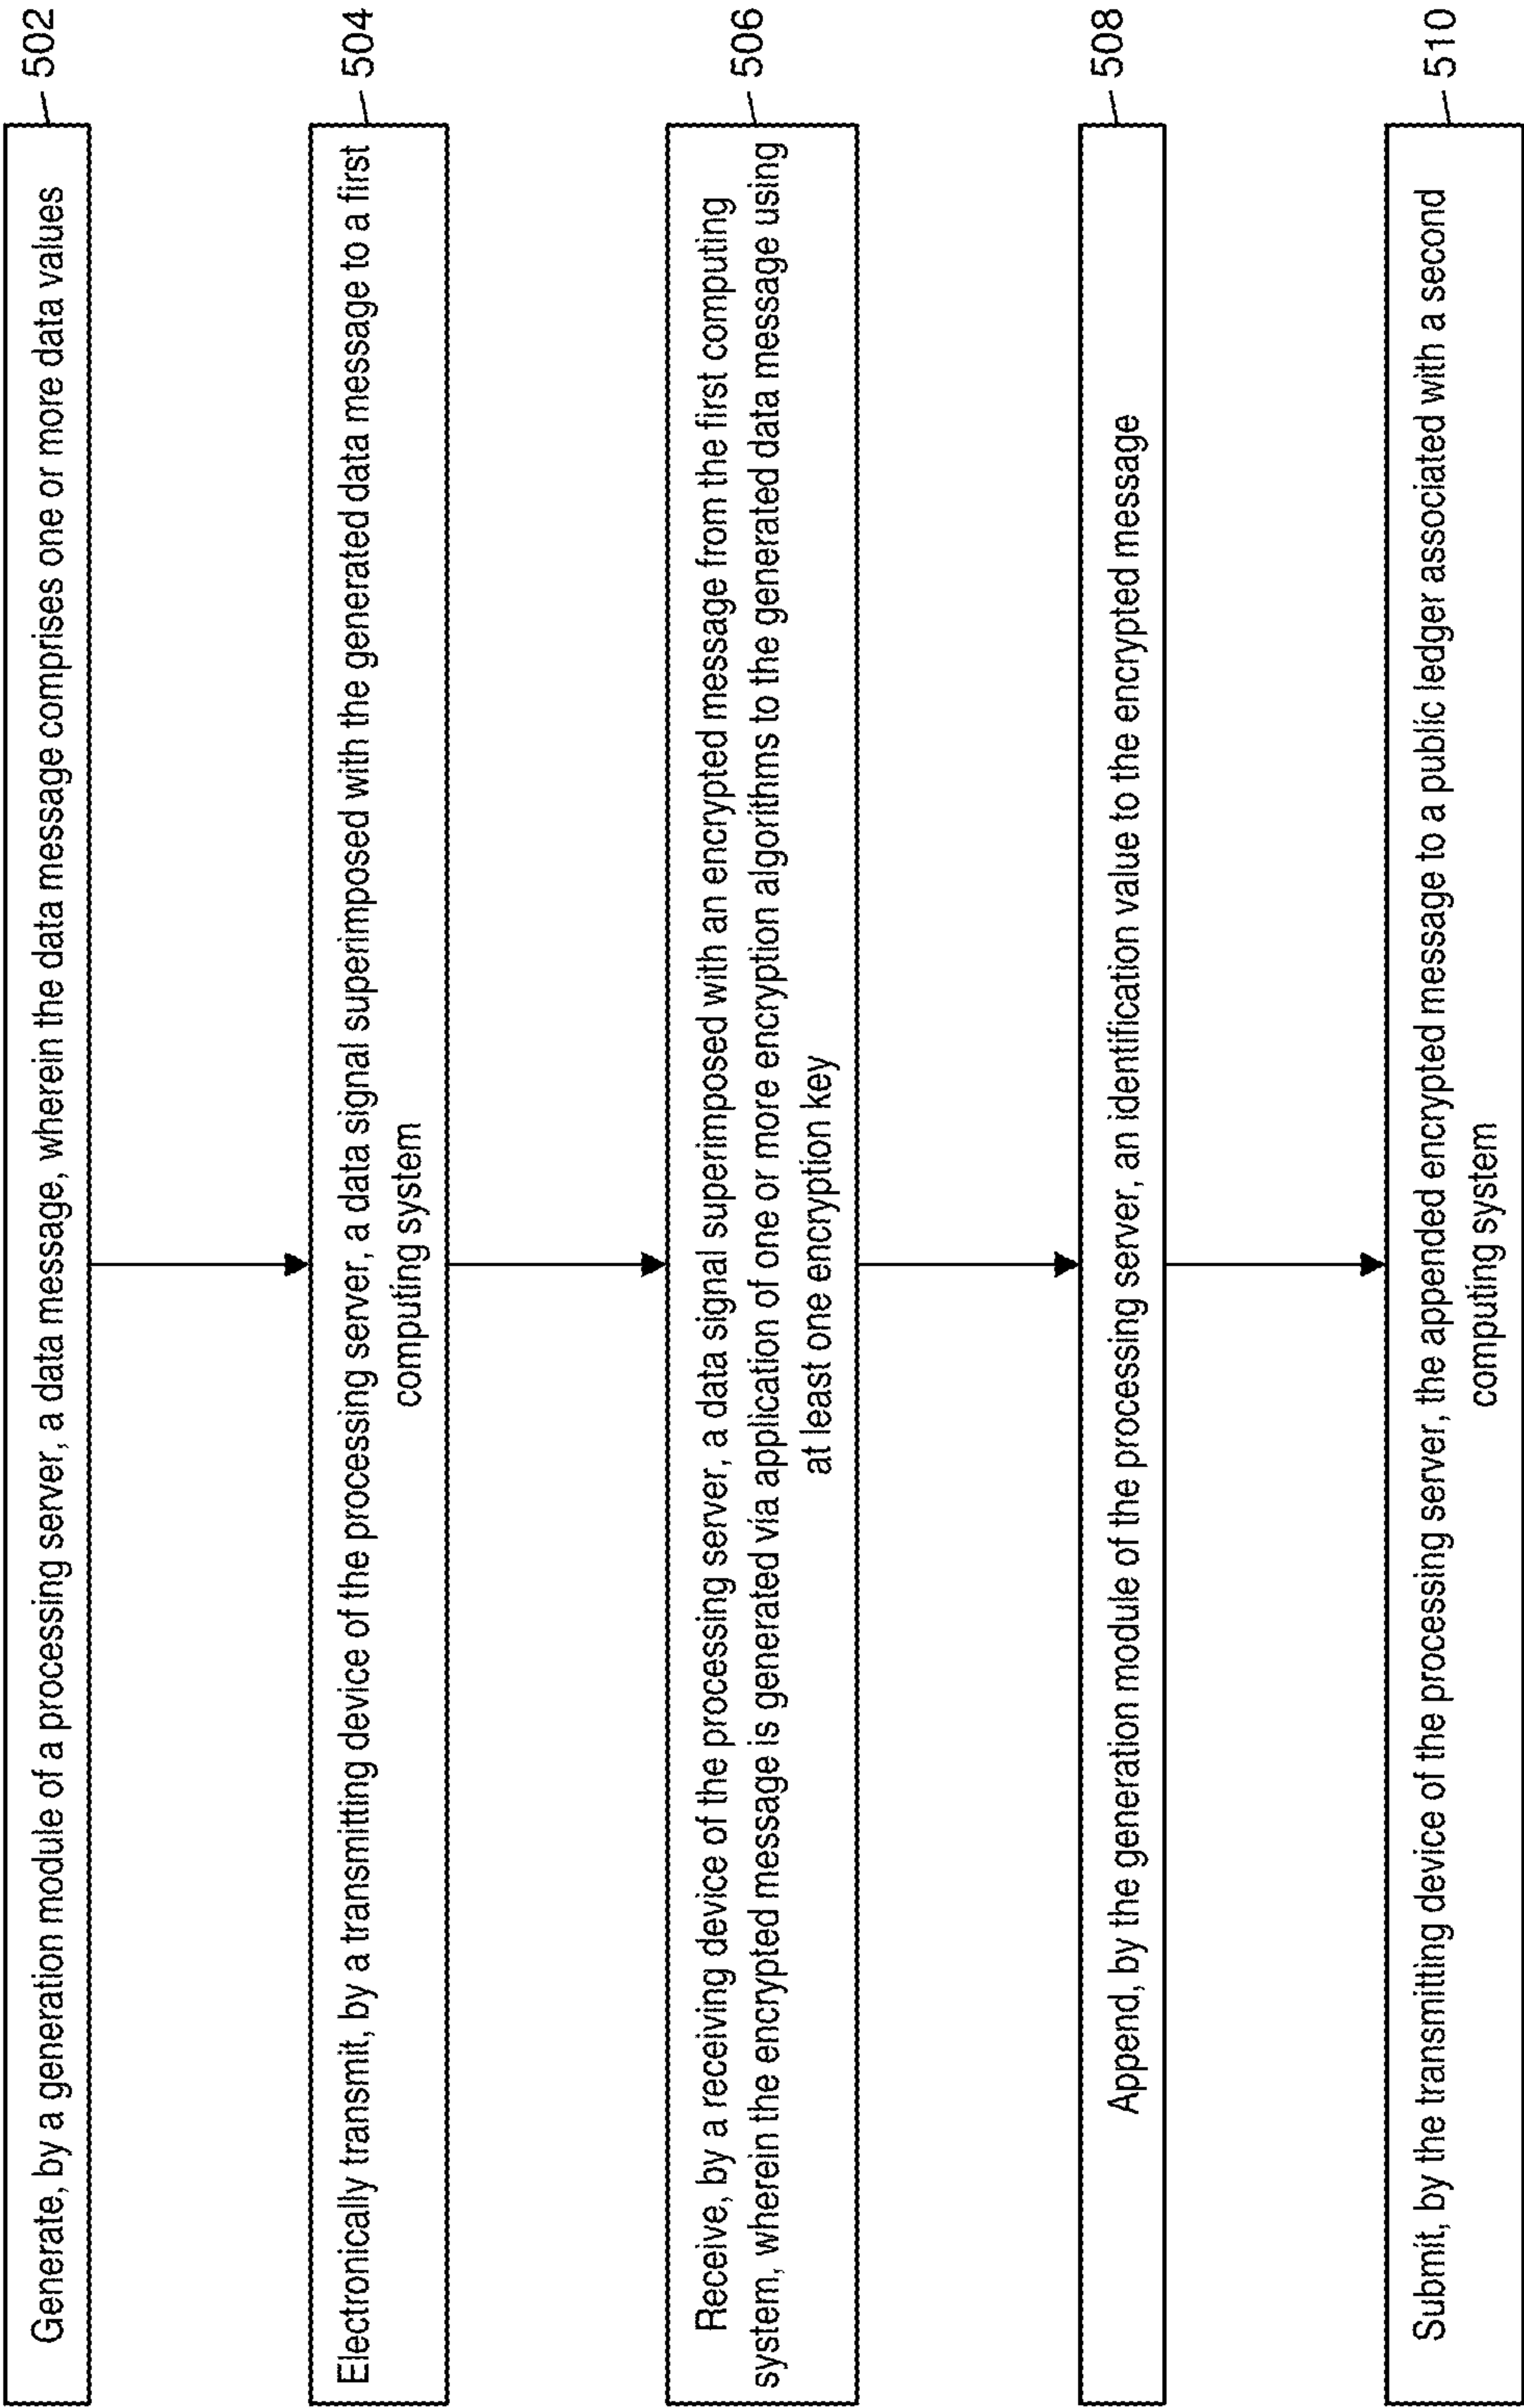 Generate, by a generation module of a processing server, a data message, wherein the data message comprises one or more data values
502
Electronically transmit, by a transmitting device of the processing server, a data signal superimposed with the generated data message to a first
computing system
504
Receive, by a receiving device of the processing server, a data signal superimposed with an encrypted message from the first computing
system, wherein the encrypted message is generated via application of one or more encryption algorithms to the generated data message using
at least one encryption key
506
Append, by the generation module of the processing server, an identification value to the encrypted message
508
Submit, by the transmitting device of the processing server, the appended encrypted message to a public ledger associated with a second
computing system
510